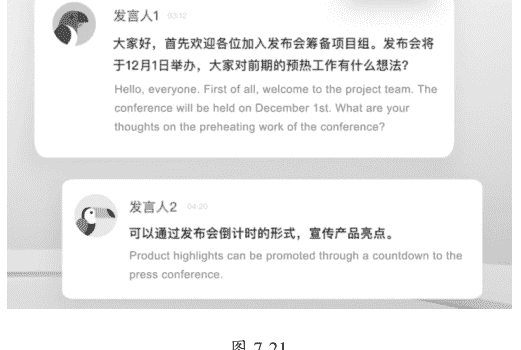 发言人1 03:12
大家好，首先欢迎各位加入发布会筹备项目组。发布会将
于12月1日举办，大家对前期的预热工作有什么想法？
Hello, everyone. First of all, welcome to the project team. The
conference will be held on December 1st. What are your
thoughts on the preheating work of the conference?
发言人2 04:20
可以通过发布会倒计时的形式，宣传产品亮点。
Product highlights can be promoted through a countdown to the
press conference.
图 7.21